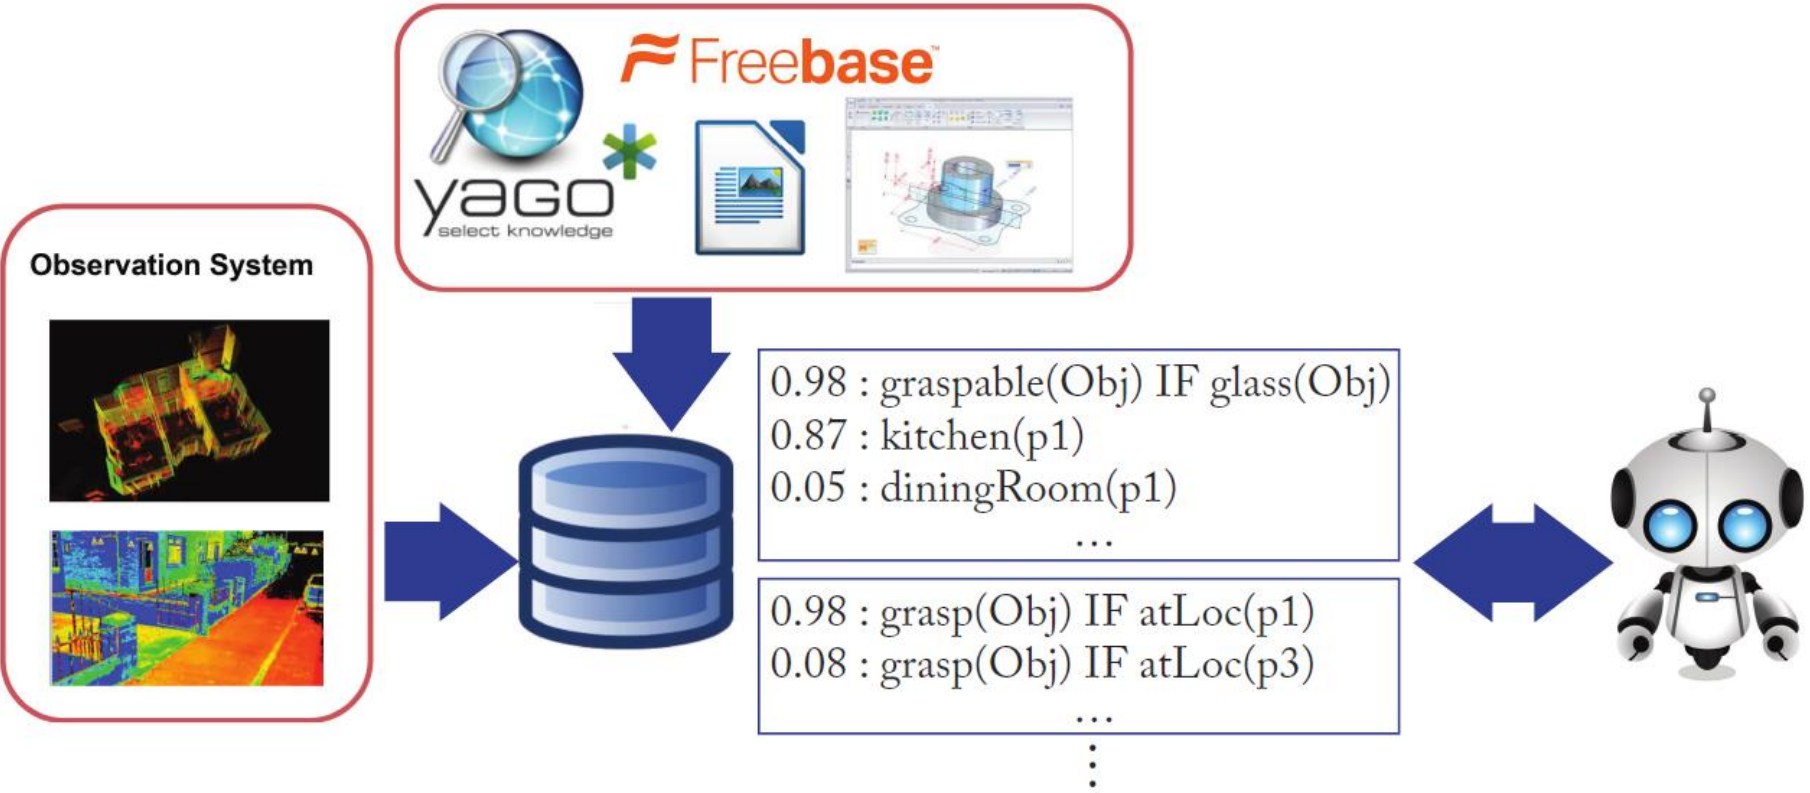 Freebase™
yaGO
select knowledge
Observation System
0.98 : graspable(Obj) IF glass(Obj)
0.87 : kitchen(p1)
0.05 : diningRoom(p1)
...
0.98 : grasp(Obj) IF atLoc(p1)
0.08 : grasp(Obj) IF atLoc(p3)
...